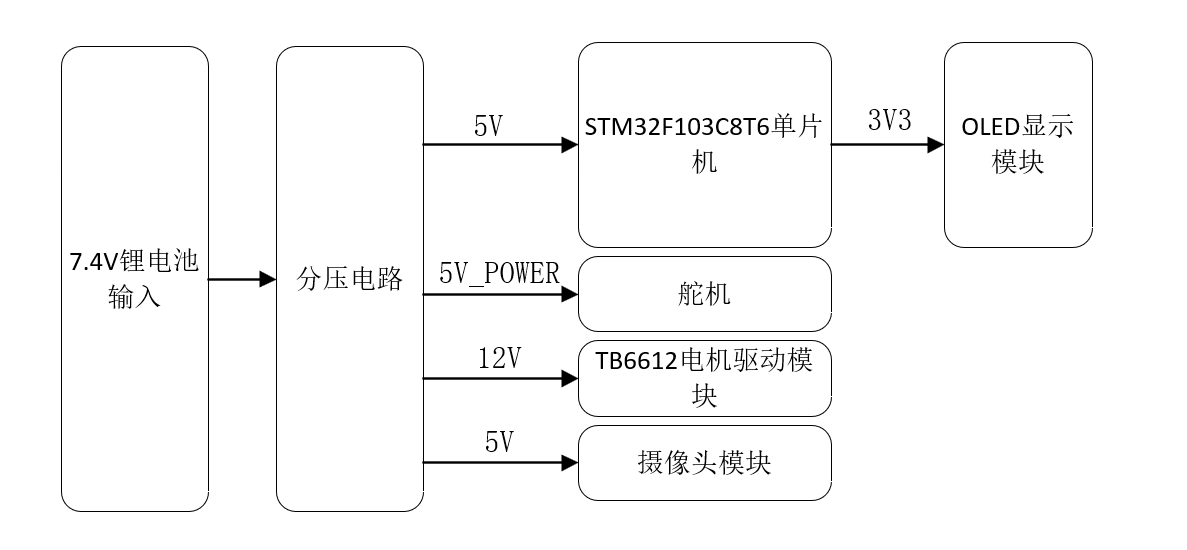 7.4V锂电池
输入
分压电路
5V
STM32F103C8T6单片
机
3V3
OLED显示
模块
5V_POWER
舵机
12V
TB6612电机驱动模
块
5V
摄像头模块